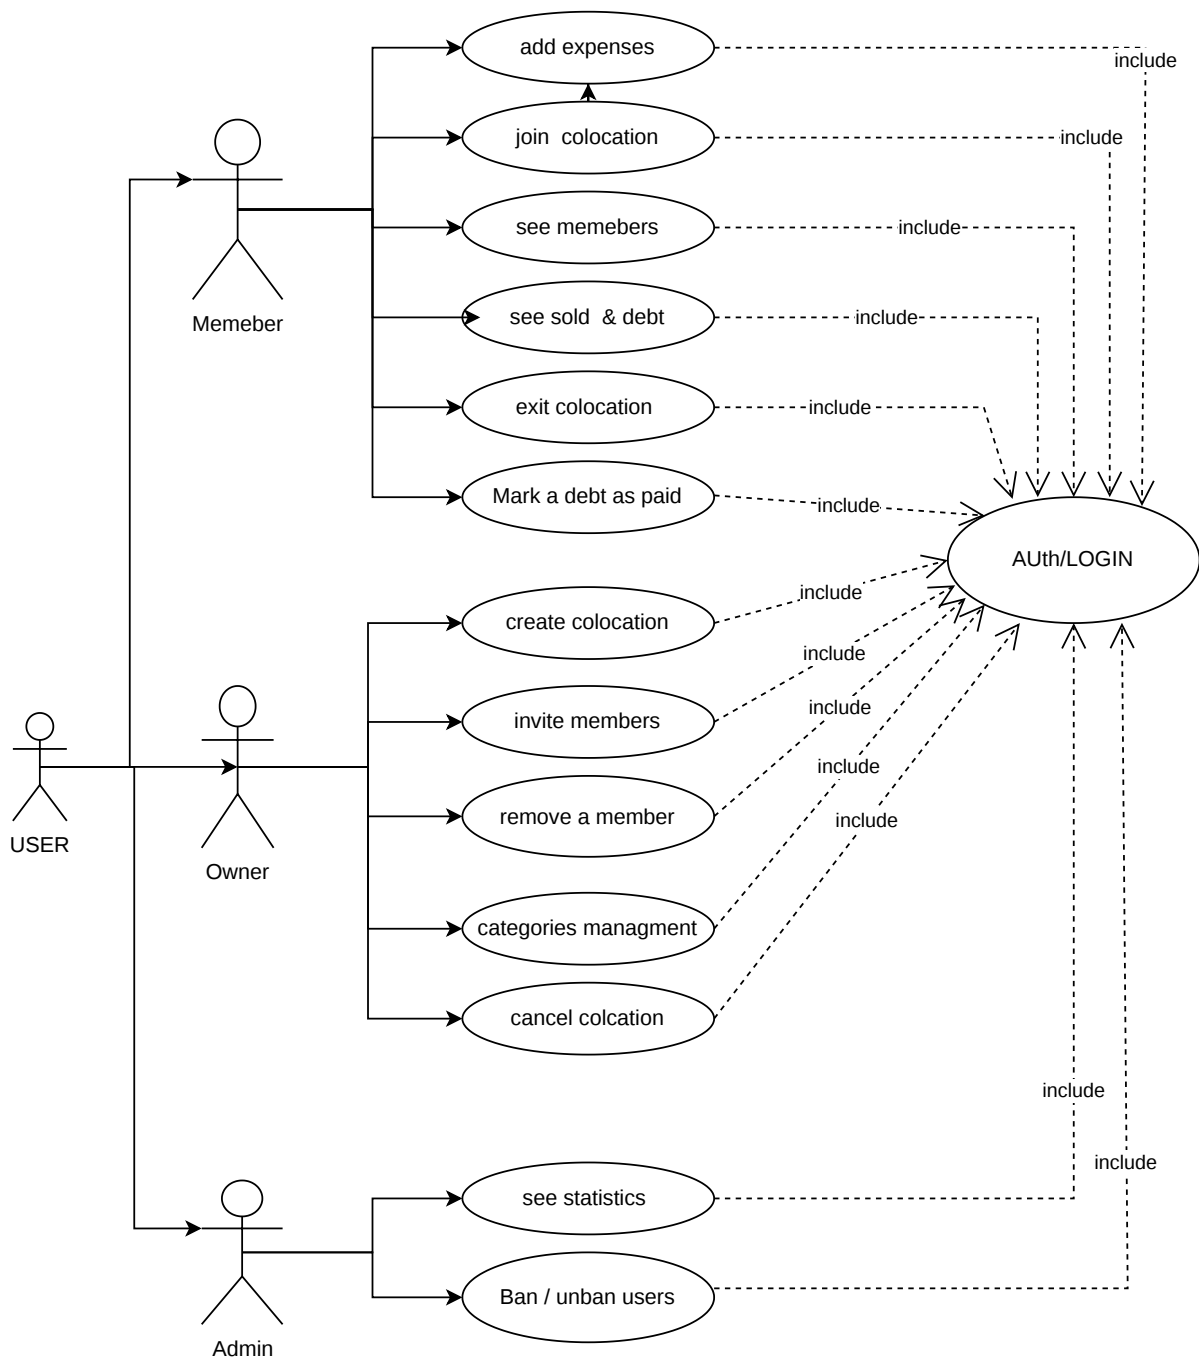 add expenses
include
join  colocation
include
see memebers
include
Memeber
see sold  & debt
include
exit colocation
include
Mark a debt as paid
include
AUth/LOGIN
create colocation
include
invite members
include
remove a member
include
USER
Owner
categories managment
include
cancel colcation
include
see statistics
include
Ban / unban users
include
Admin